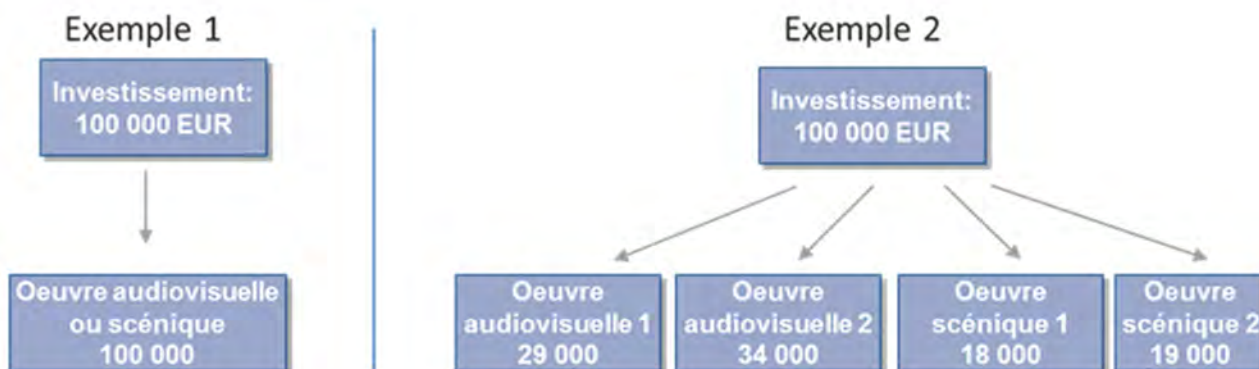 Exemple 1
Investissement:
100 000 EUR
Oeuvre audiovisuelle
ou scénique
100 000
Exemple 2
Investissement:
100 000 EUR
Oeuvre
audiovisuelle 1
29 000
Oeuvre
audiovisuelle 2
34 000
Oeuvre
scénique 1
18 000
Oeuvre
scénique 2
19 000